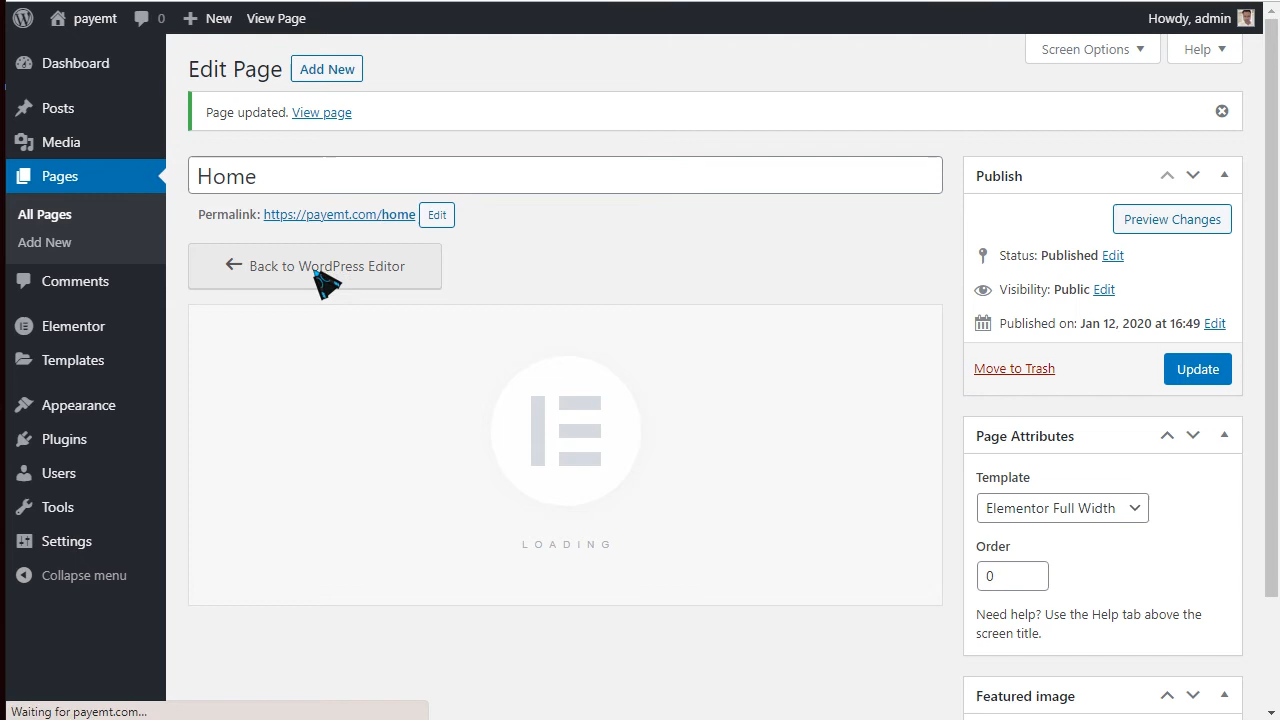 payemt
0
New
View Page
Howdy, admin
Dashboard
Posts
Media
Pages
All Pages
Add New
Comments
Elementor
Templates
Appearance
Plugins
Users
Tools
Settings
Collapse menu
Screen Options
Help
Edit Page
Add New
Page updated. View page
Home
Permalink: https://payemt.com/home Edit
Back to WordPress Editor
LOADING
Publish
Preview Changes
Status: Published Edit
Visibility: Public Edit
Published on: Jan 12, 2020 at 16:49 Edit
Move to Trash
Update
Page Attributes
Template
Elementor Full Width
Order
0
Need help? Use the Help tab above the
screen title.
Featured image
Waiting for payemt.com...